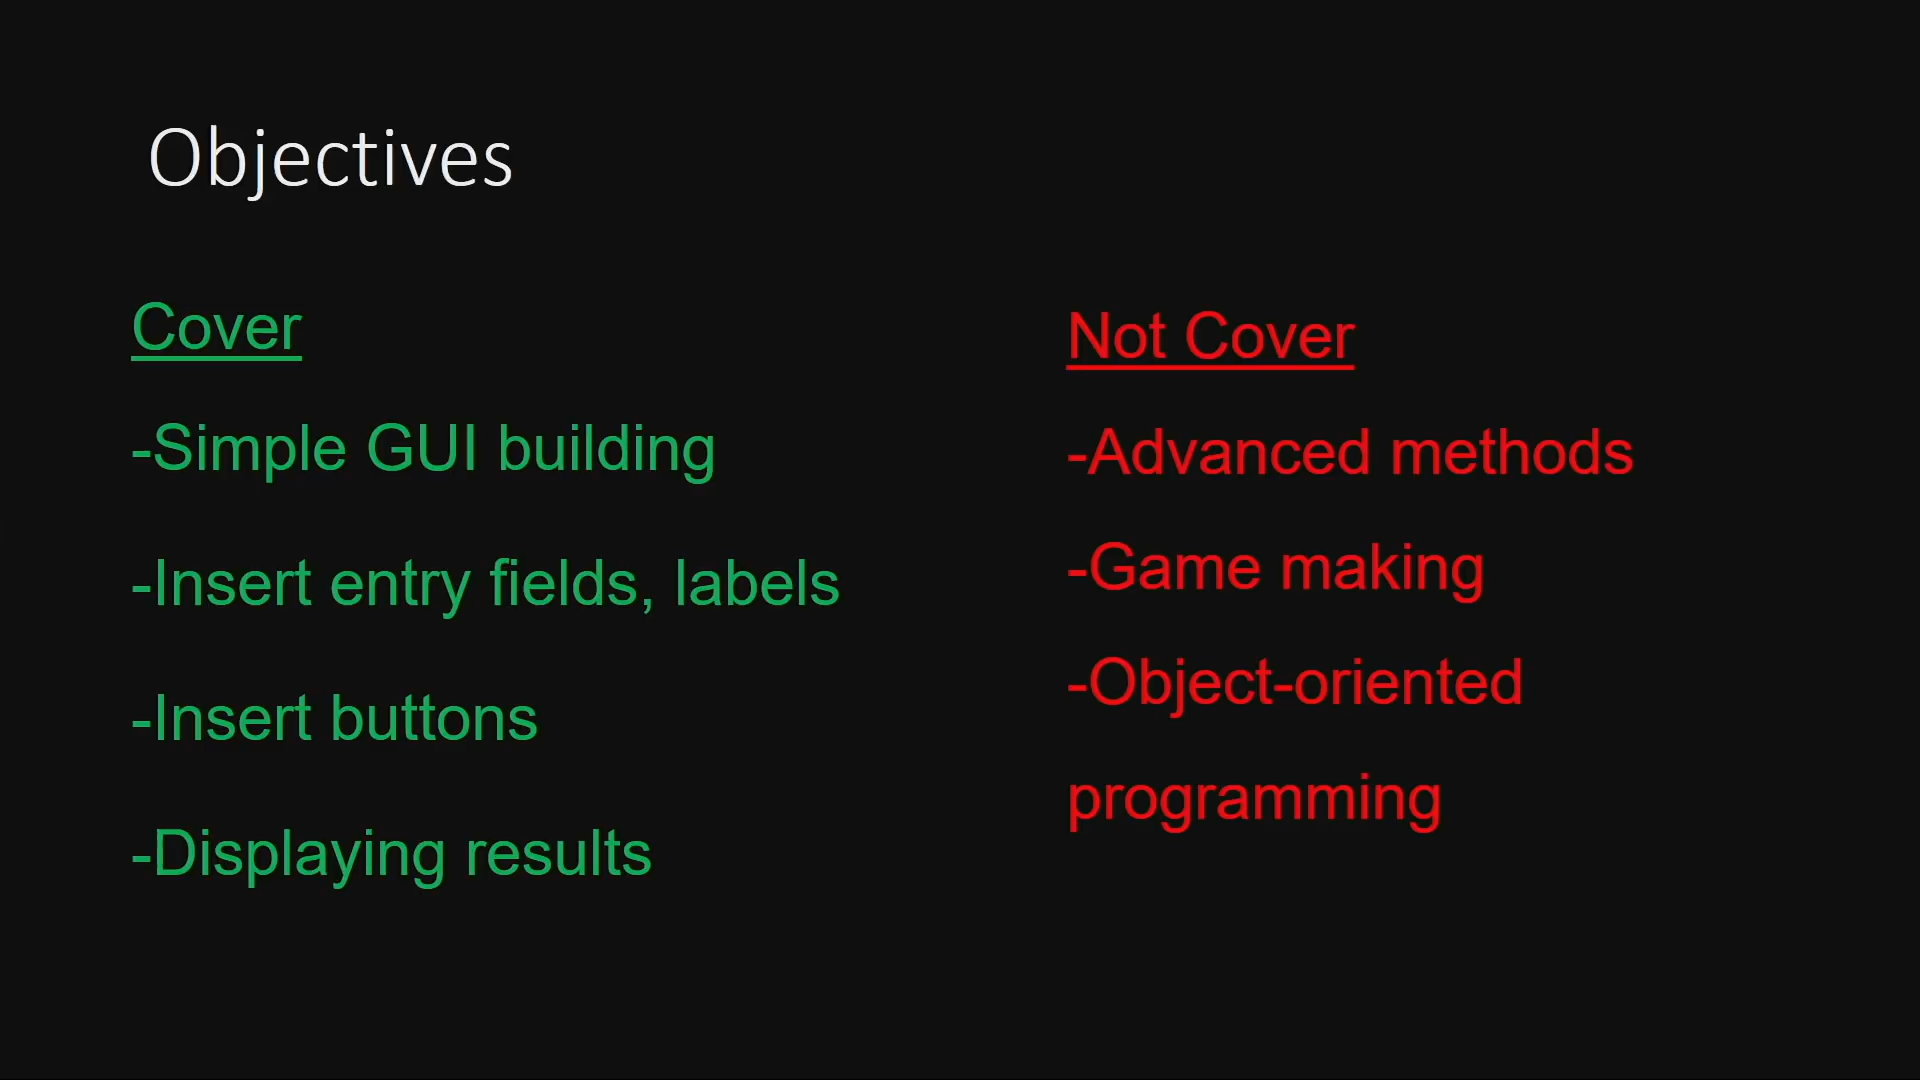 Objectives
Cover
-Simple GUI building
-Insert entry fields, labels
-Insert buttons
-Displaying results
Not Cover
-Advanced methods
-Game making
-Object-oriented
programming